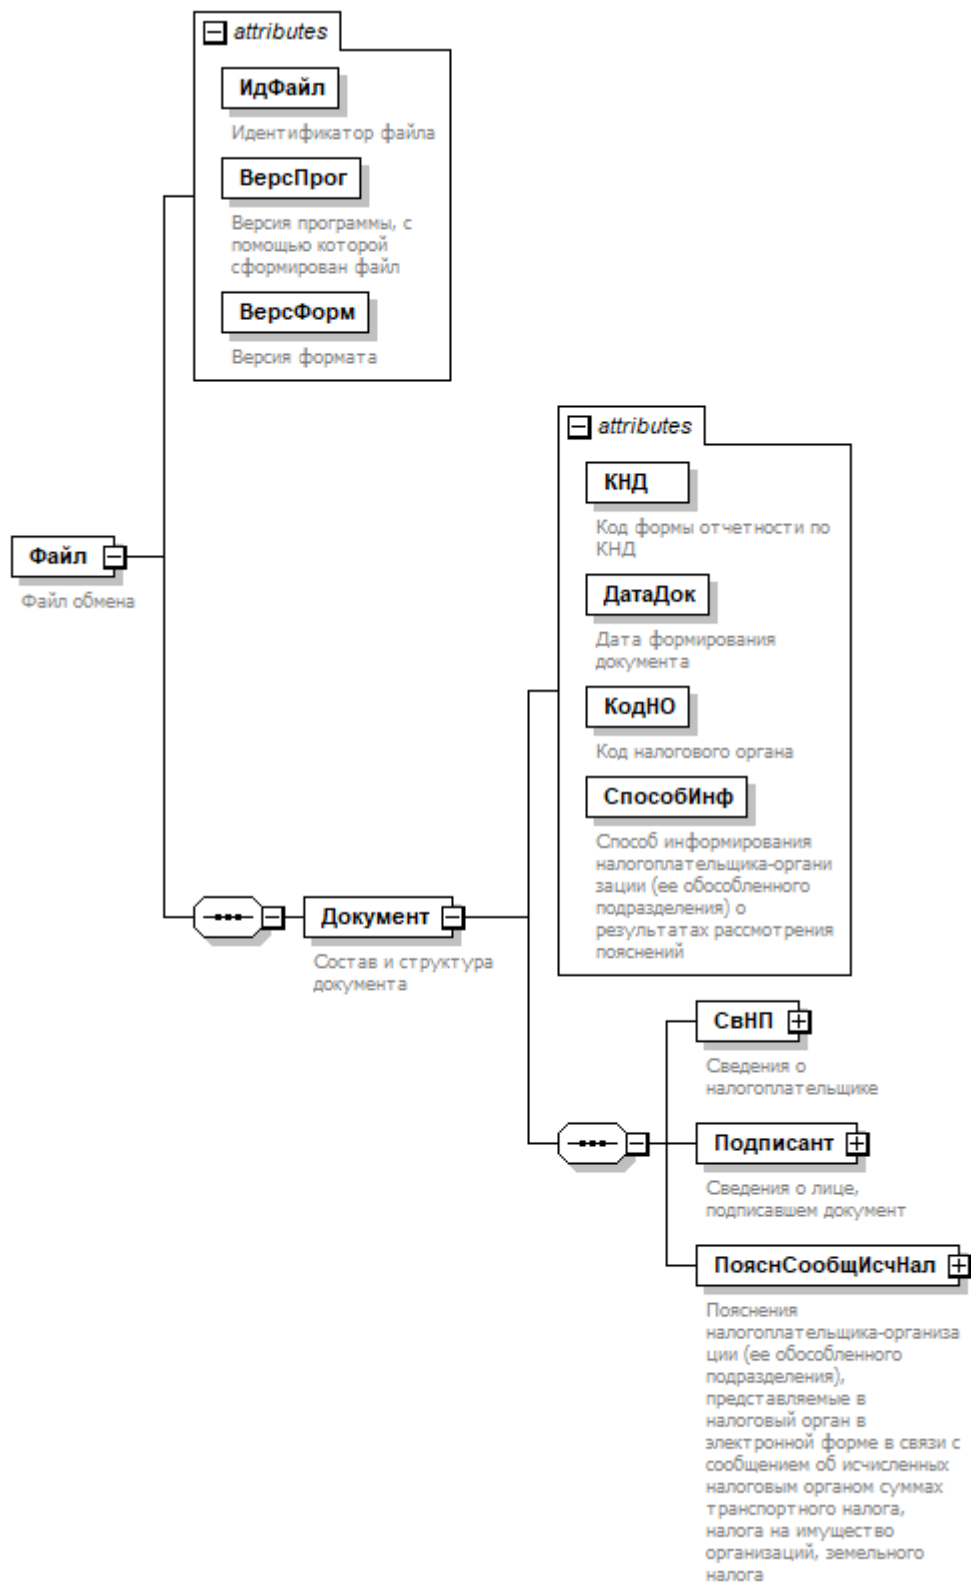 attributes
ИдФайл
Идентификатор файла
ВерсПрог
Версия программы, с
помощью которой
сформирован файл
ВерсФорм
Версия формата
attributes
КНД
Код формы отчетности по
КНД
ДатаДок
Дата формирования
документа
КодНО
Код налогового органа
СпособИнф
Способ информирования
налогоплательщика-органи
зации (ее обособленного
подразделения) о
результатах рассмотрения
пояснений
Файл
Файл обмена
Документ
Состав и структура
документа
СвНП
Сведения о
налогоплательщике
Подписант
Сведения о лице,
подписавшем документ
ПояснСообщИсчНал
Пояснения
налогоплательщика-организа
ции (ее обособленного
подразделения),
представляемые в
налоговый орган в
электронной форме в связи с
сообщением об исчисленных
налоговым органом суммах
транспортного налога,
налога на имущество
организаций, земельного
налога